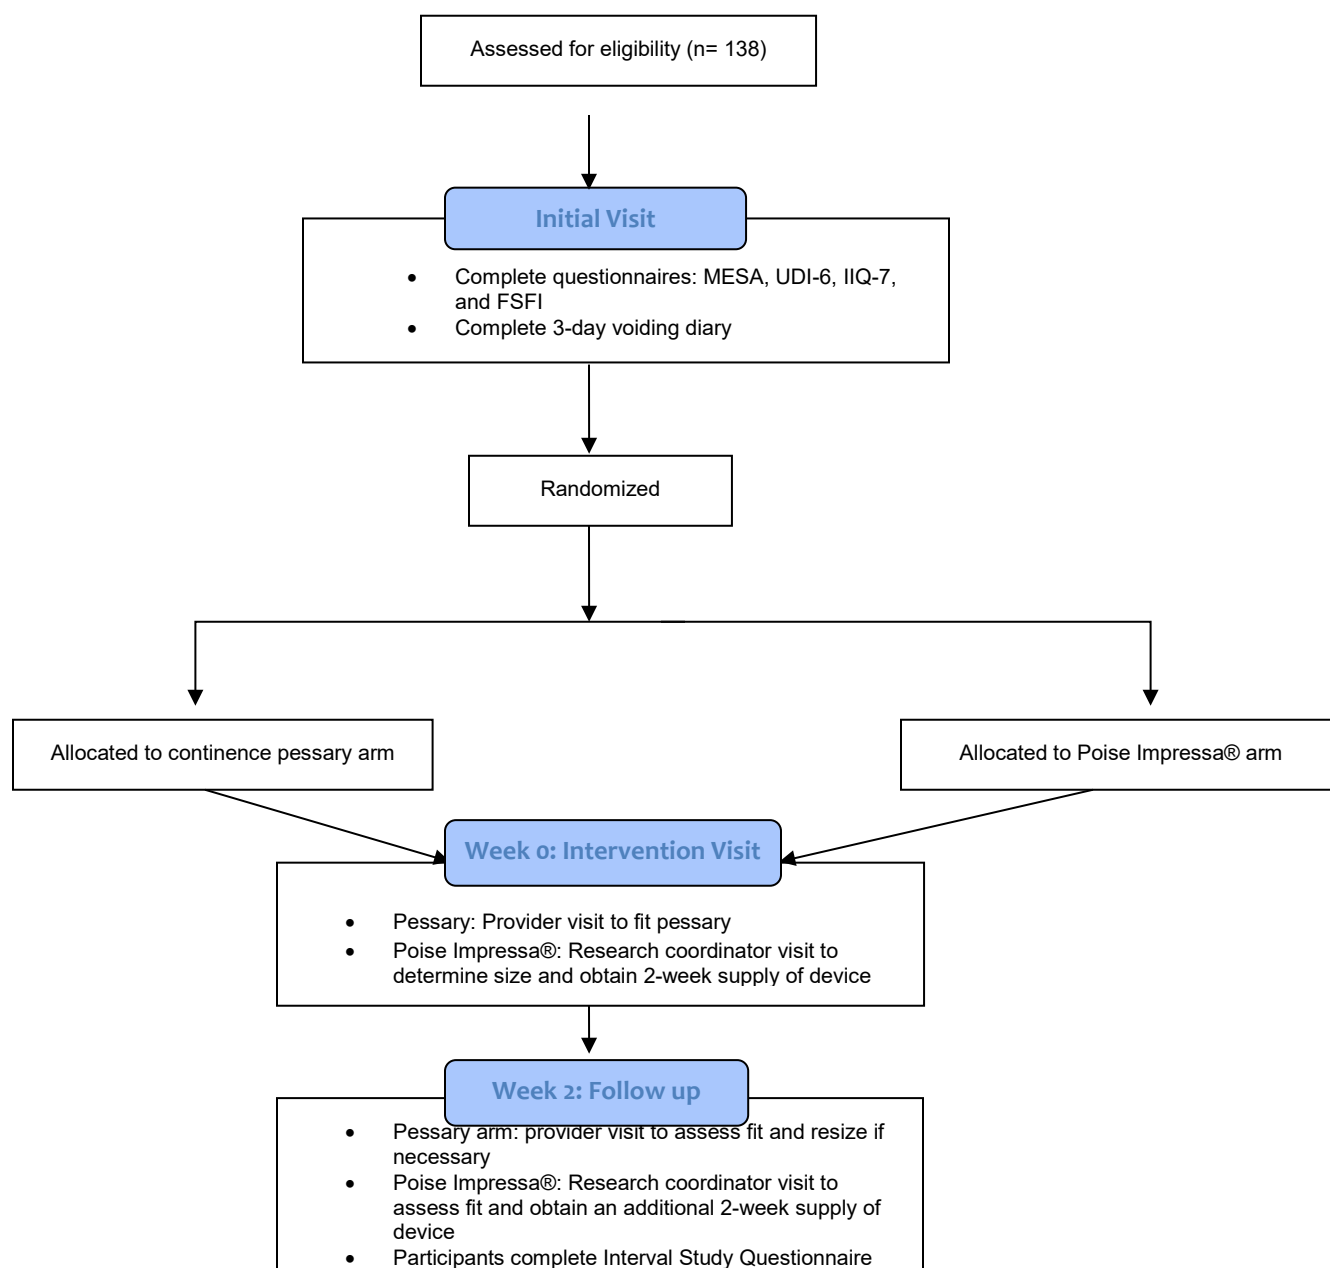 Assessed for eligibility (n= 138)
Initial Visit
• Complete questionnaires: MESA, UDI-6, IIQ-7,
and FSFI
• Complete 3-day voiding diary
Randomized
Allocated to continence pessary arm
Allocated to Poise Impressa® arm
Week 0: Intervention Visit
• Pessary: Provider visit to fit pessary
• Poise Impressa®: Research coordinator visit to
determine size and obtain 2-week supply of device
Week 2: Follow up
• Pessary arm: provider visit to assess fit and resize if
necessary
• Poise Impressa®: Research coordinator visit to
assess fit and obtain an additional 2-week supply of
device
• Participants complete Interval Study Questionnaire